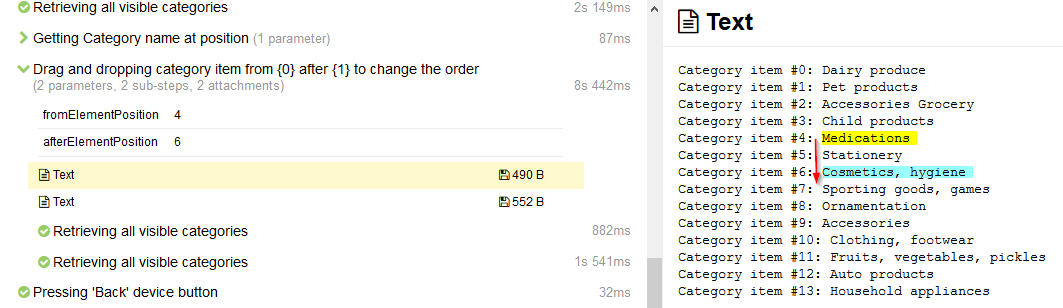 Retrieving all visible categories 2s 149ms
Getting Category name at position (1 parameter) 87ms
Drag and dropping category item from {0} after {1} to change the order
(2 parameters, 2 sub-steps, 2 attachments) 8s 442ms
fromElementPosition 4
afterElementPosition 6
Text 490 B
Text 552 B
Retrieving all visible categories 882ms
Retrieving all visible categories 1s 541ms
Pressing 'Back' device button 32ms
Text
Category item #0: Dairy produce
Category item #1: Pet products
Category item #2: Accessories Grocery
Category item #3: Child products
Category item #4: Medications
Category item #5: Stationery
Category item #6: Cosmetics, hygiene
Category item #7: Sporting goods, games
Category item #8: Ornamentation
Category item #9: Accessories
Category item #10: Clothing, footwear
Category item #11: Fruits, vegetables, pickles
Category item #12: Auto products
Category item #13: Household appliances